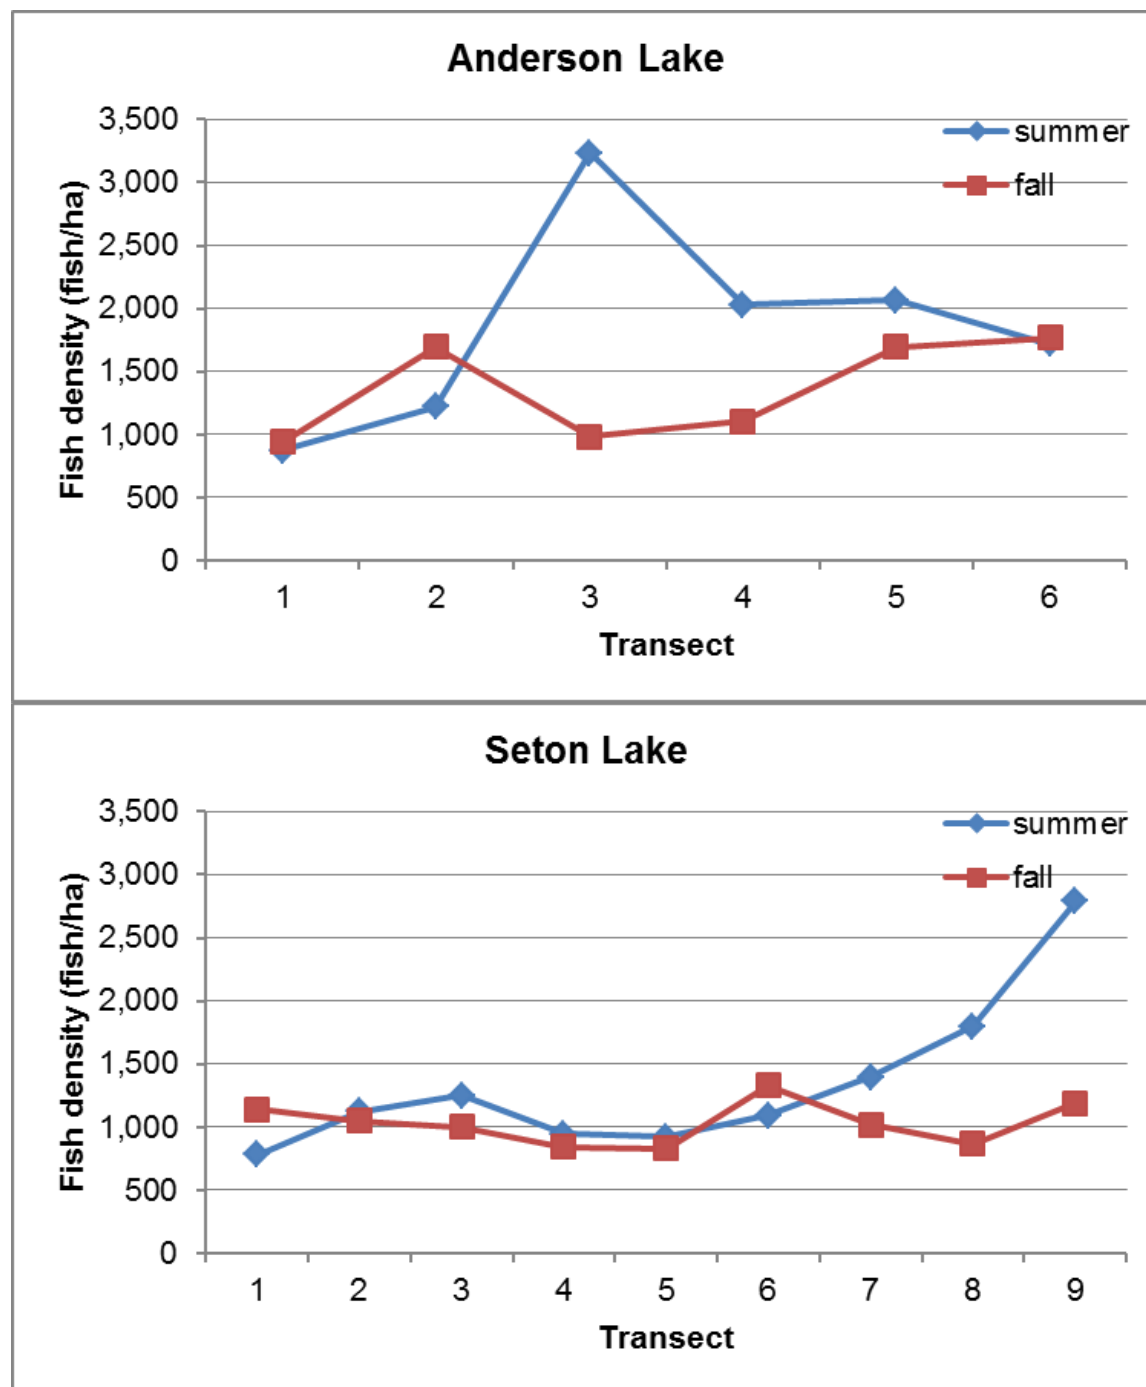 Anderson Lake
3,500
3,000
2,500
2,000
1,500
1,000
500
0
Fish density (fish/ha)
summer
fall
1 2 3 4 5 6
Transect
Seton Lake
3,500
3,000
2,500
2,000
1,500
1,000
500
0
Fish density (fish/ha)
summer
fall
1 2 3 4 5 6 7 8 9
Transect